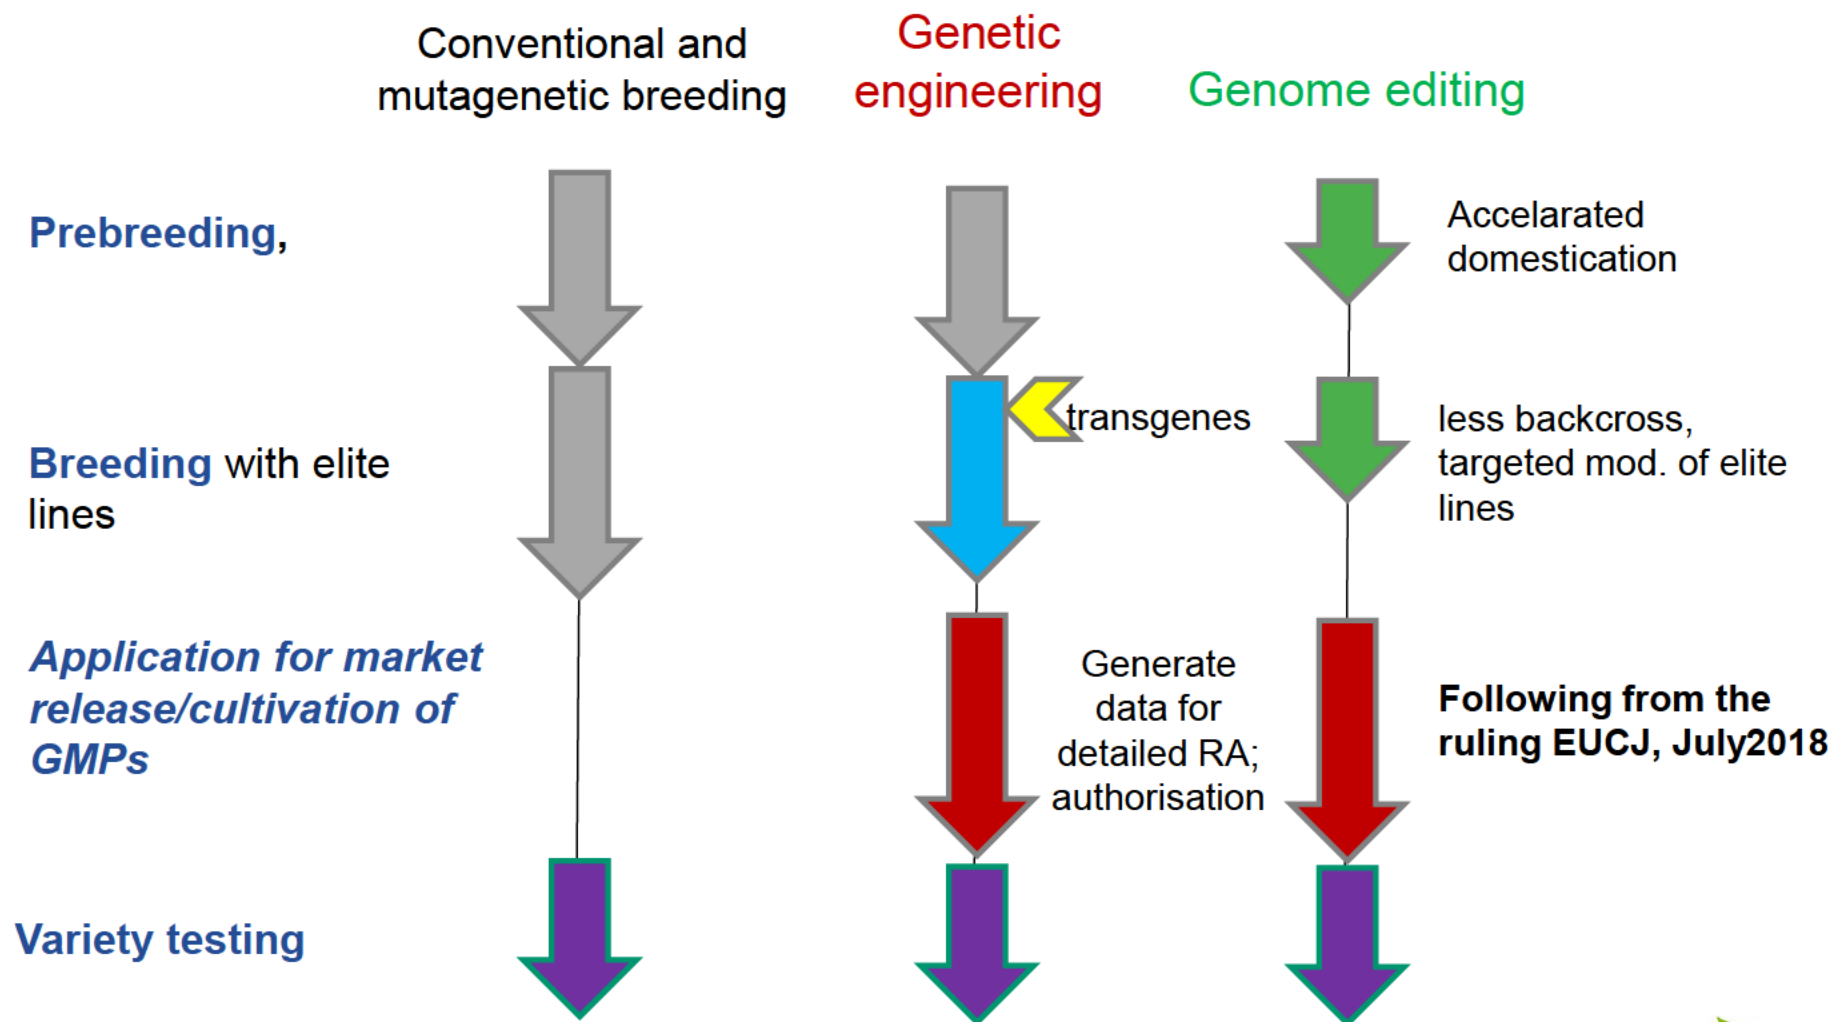 Conventional and
mutagenetic breeding
Genetic
engineering
Genome editing
Prebreeding,
Accelarated
domestication
Breeding with elite
lines
transgenes
less backcross,
targeted mod. of elite
lines
Application for market
release/cultivation of
GMPs
Generate
data for
detailed RA;
authorisation
Following from the
ruling EUCJ, July2018
Variety testing